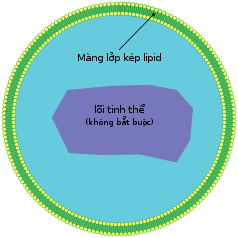 Màng lớp kép lipid
lõi tinh thể
(không bắt buộc)